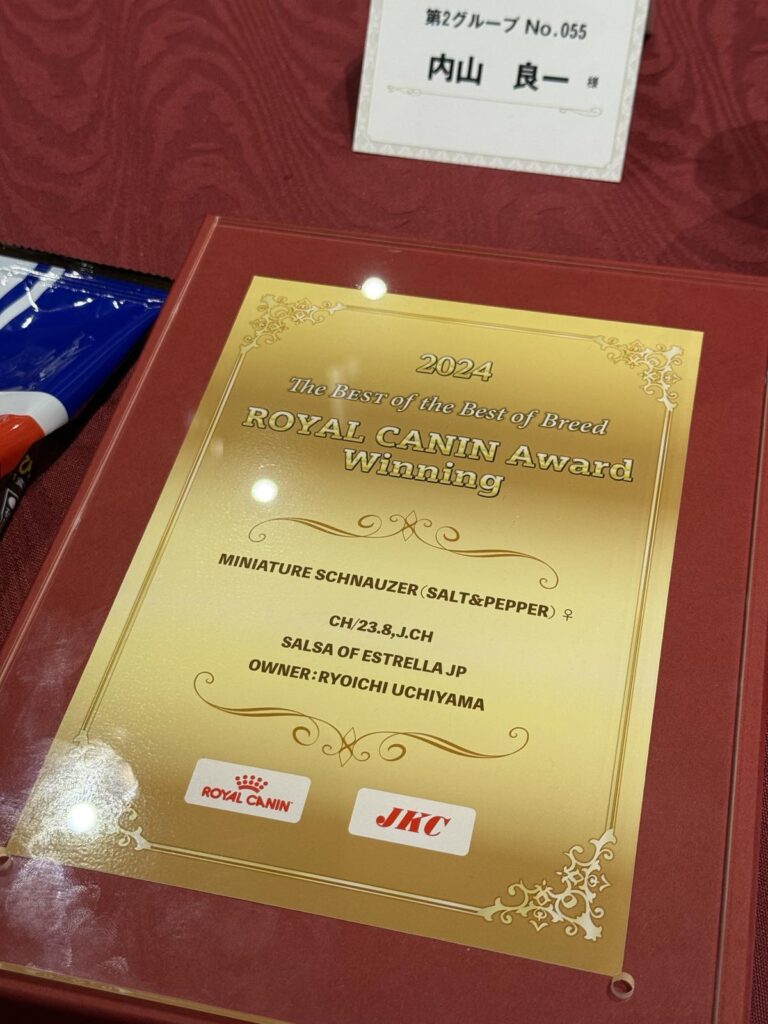 第2グループ No.055
内山 良一 様
2024
The BEST of the Best of Breed
ROYAL CANIN Award
Winning
MINIATURE SCHNAUZER(SALT&PEPPER)♀
CH/23.8,J.CH
SALSA OF ESTRELLA JP
OWNER:RYOICHI UCHIYAMA
ROYAL CANIN
JKC